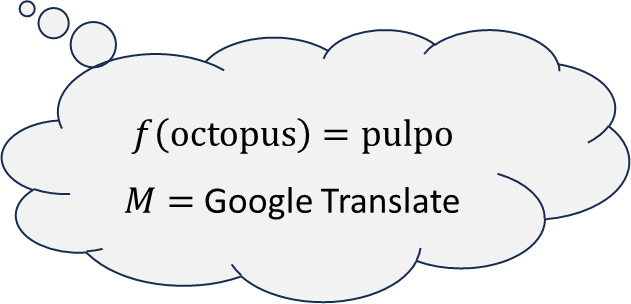 f(octopus) = pulpo
M = Google Translate